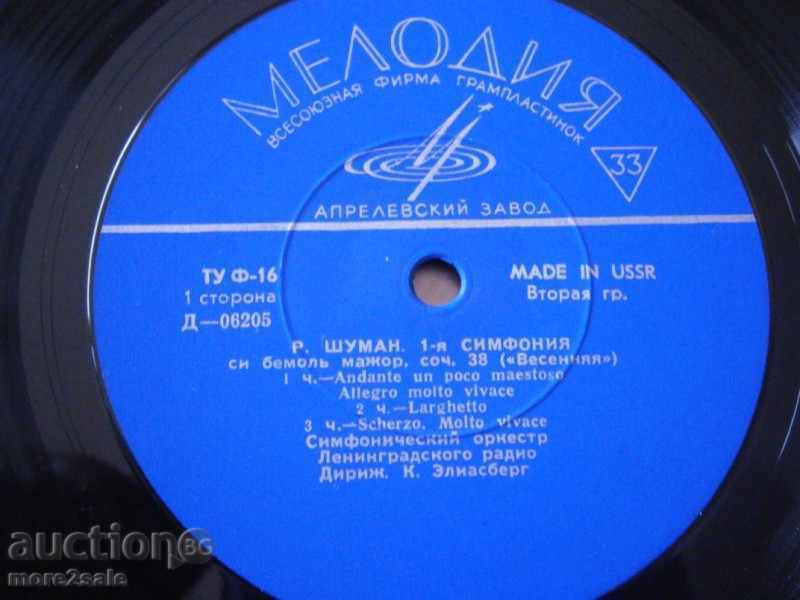 МЕЛОДИЯ
ВСЕСОЮЗНАЯ ФИРМА ГРАМПЛАСТИНОК
33
АПРЕЛЕВСКИЙ ЗАВОД
ТУ Ф-16
1 сторона
Д—06205
MADE IN USSR
Вторая гр.
Р. ШУМАН. 1-я СИМФОНИЯ
си бемоль мажор, соч. 38 («Весенняя»)
1 ч.—Andante un poco maestoso
Allegro molto vivace
2 ч.—Larghetto
3 ч.—Scherzo. Molto vivace
Симфонический оркестр
Ленинградского радио
Дириж. К. Элиасберг
auction.bg
more2sale